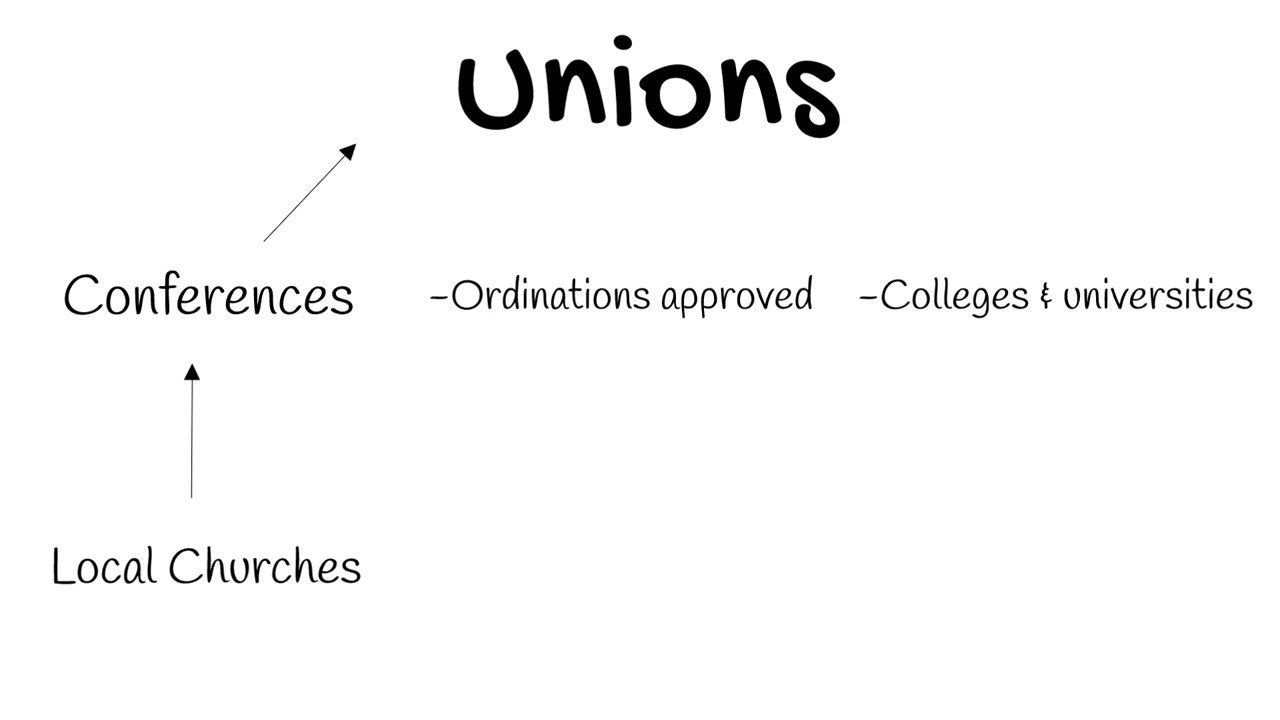 Unions
Conferences -Ordinations approved -Colleges & universities
Local Churches